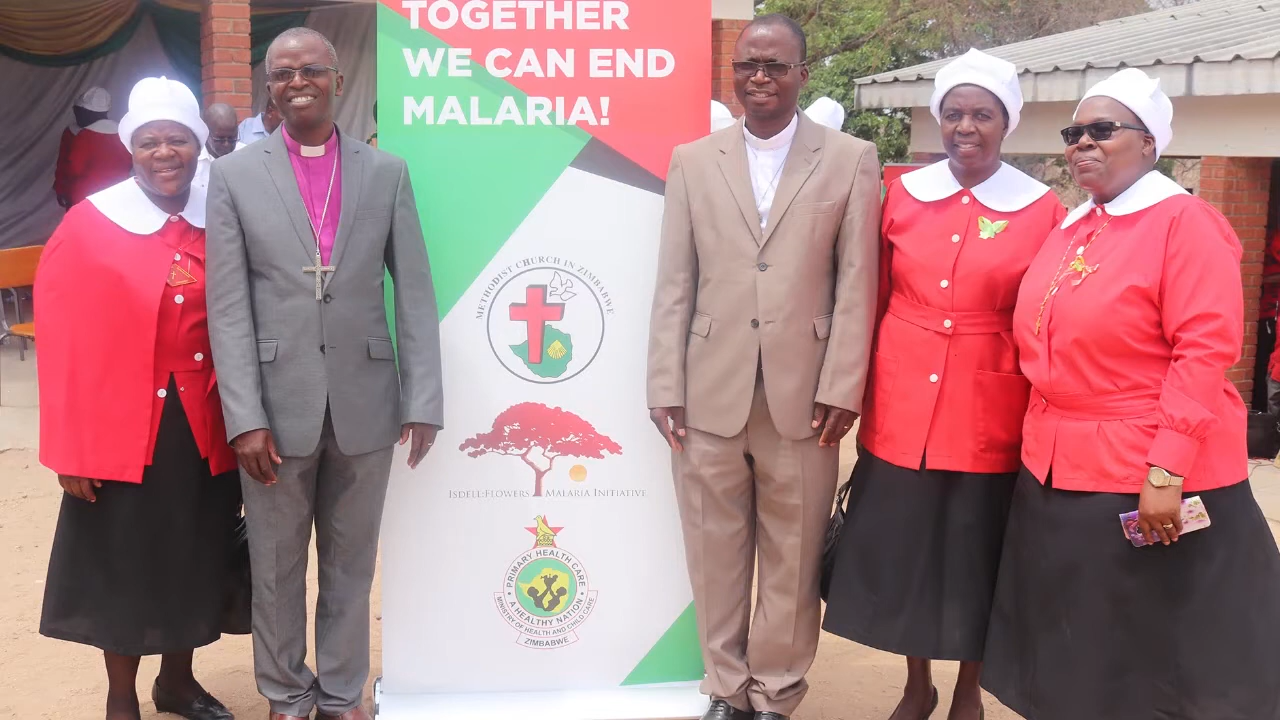 TOGETHER
WE CAN END
MALARIA!
METHODIST CHURCH IN ZIMBABWE
ISDELL:FLOWERS MALARIA INITIATIVE
PRIMARY HEALTH CARE
A HEALTHY NATION
MINISTRY OF HEALTH AND CHILD CARE
ZIMBABWE